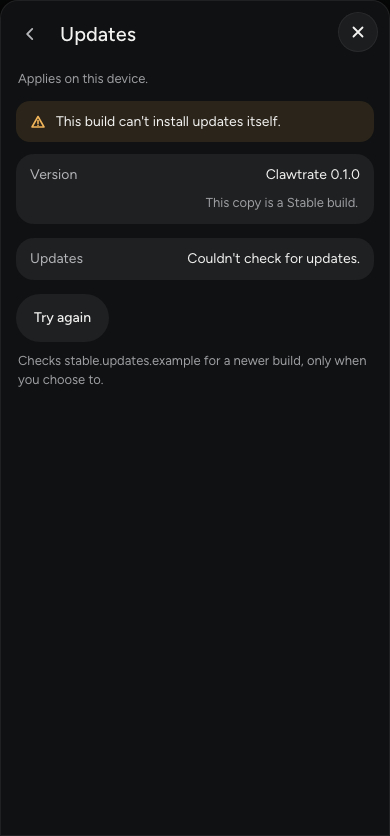 Updates
Applies on this device.
This build can't install updates itself.
Version
Clawtrate 0.1.0
This copy is a Stable build.
Updates
Couldn't check for updates.
Try again
Checks stable.updates.example for a newer build, only when
you choose to.